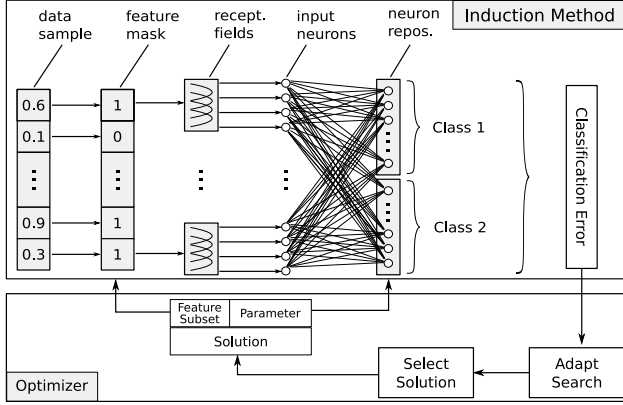 data sample
feature mask
recept. fields
input neurons
neuron repos.
Induction Method
0.6
1
0.1
0
0.9
1
0.3
1
Class 1
Class 2
Classification Error
Feature Subset
Parameter
Solution
Select Solution
Adapt Search
Optimizer